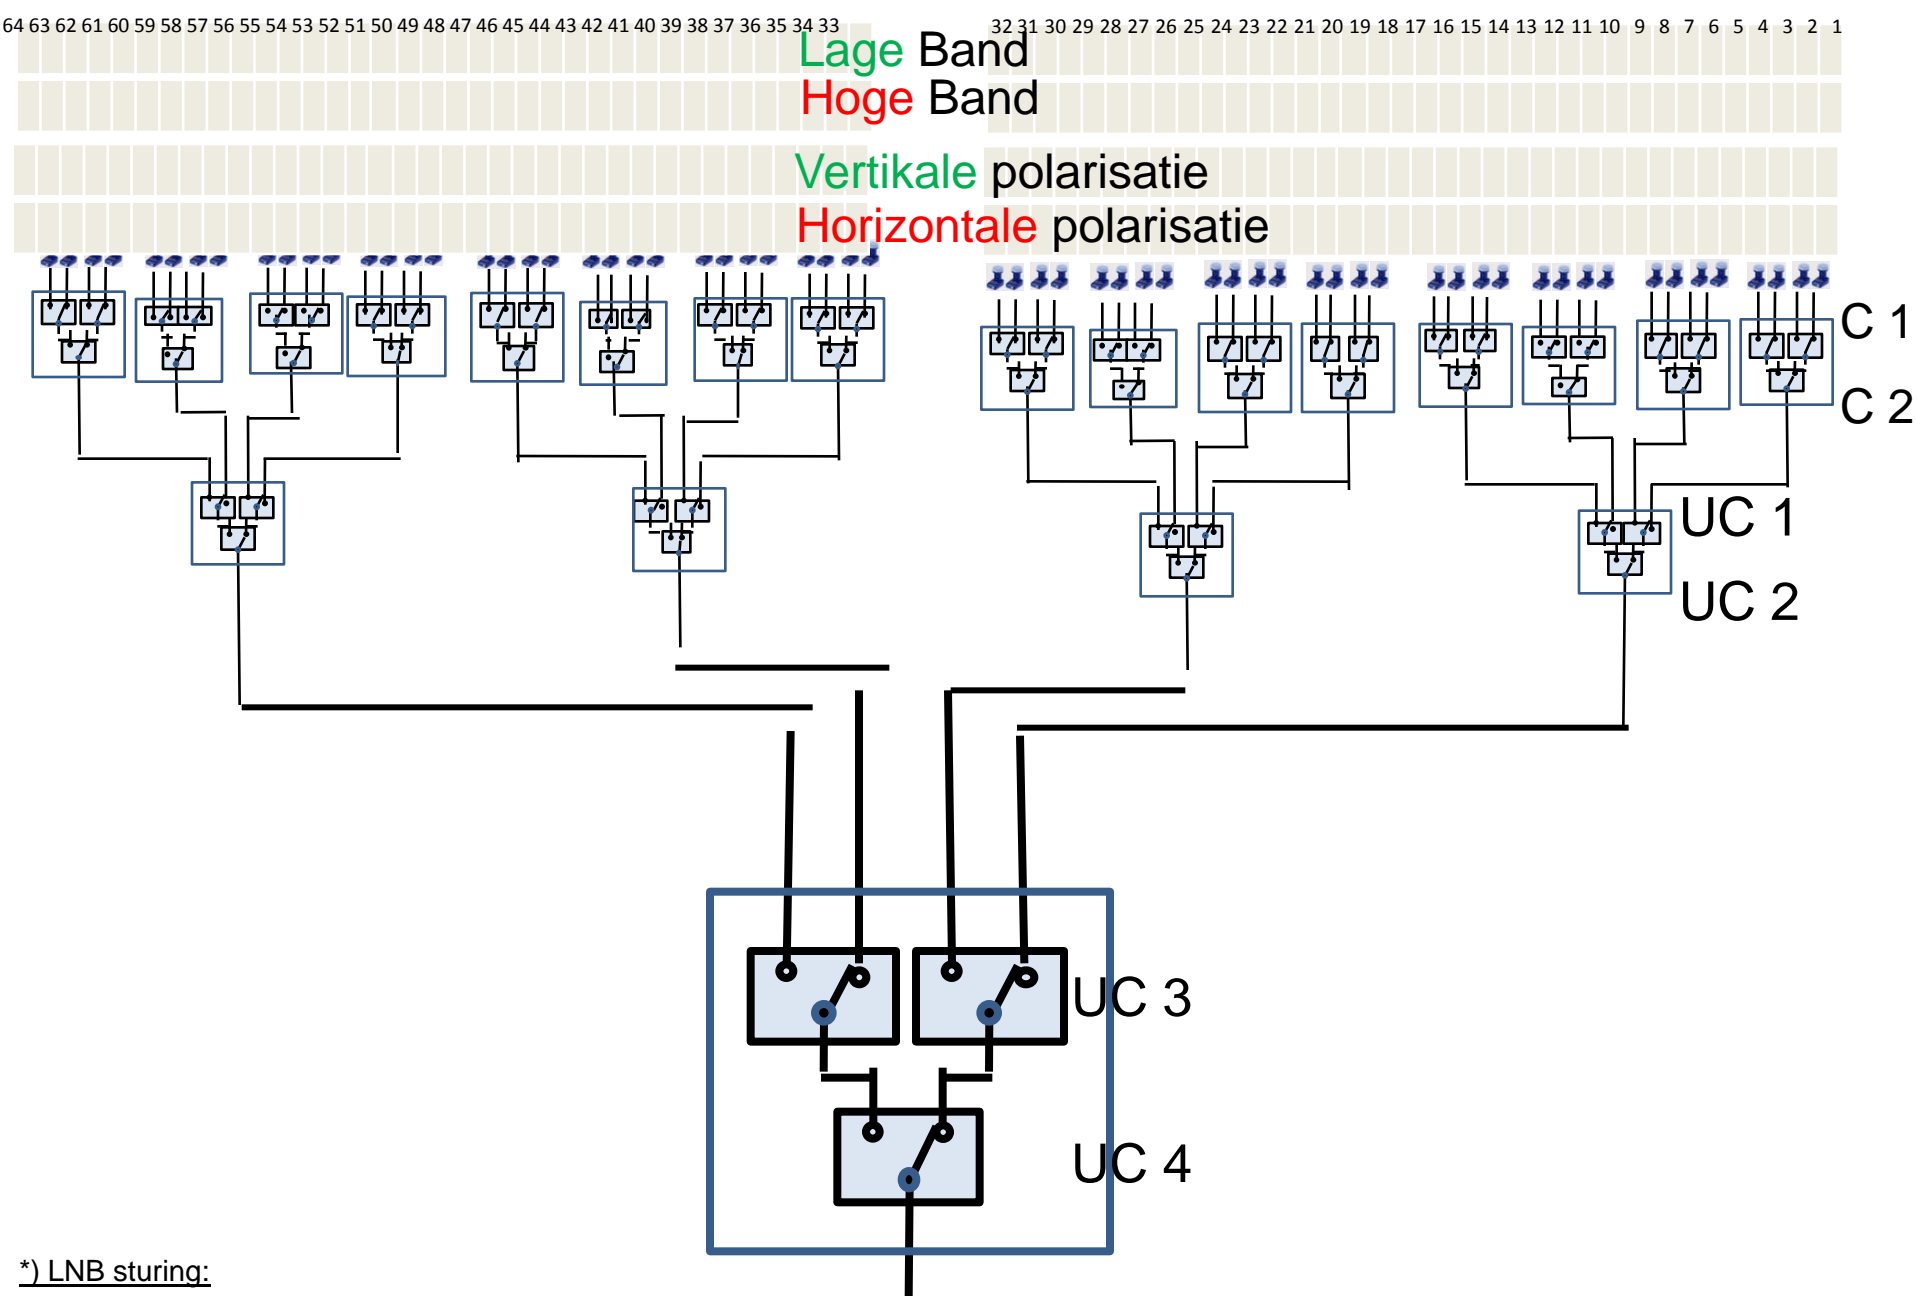 64 63 62 61 60 59 58 57 56 55 54 53 52 51 50 49 48 47 46 45 44 43 42 41 40 39 38 37 36 35 34 33
32 31 30 29 28 27 26 25 24 23 22 21 20 19 18 17 16 15 14 13 12 11 10 9 8 7 6 5 4 3 2 1
Lage Band
Hoge Band
Vertikale polarisatie
Horizontale polarisatie
C 1
C 2
UC 1
UC 2
UC 3
UC 4
*) LNB sturing: